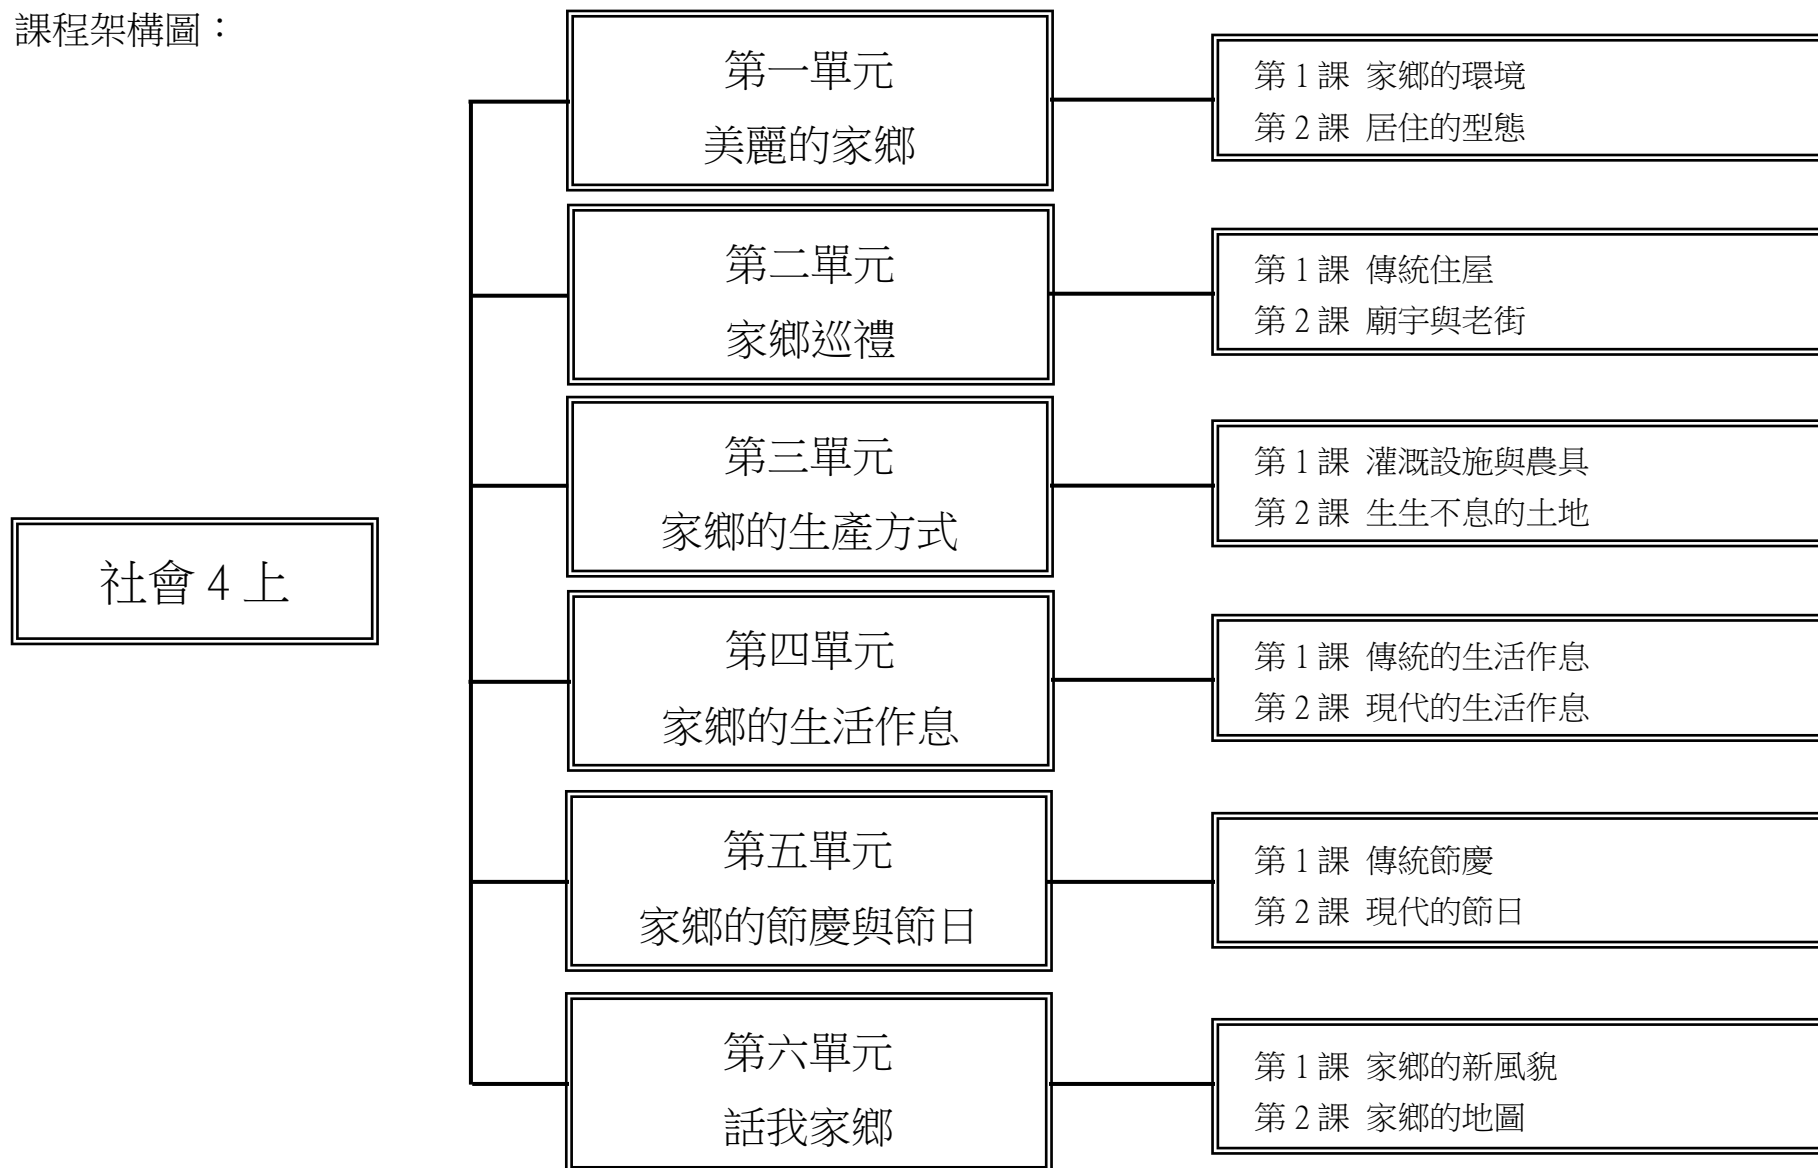 課程架構圖：
社會 4 上
第一單元
美麗的家鄉
第 1 課 家鄉的環境
第 2 課 居住的型態
第二單元
家鄉巡禮
第 1 課 傳統住屋
第 2 課 廟宇與老街
第三單元
家鄉的生產方式
第 1 課 灌溉設施與農具
第 2 課 生生不息的土地
第四單元
家鄉的生活作息
第 1 課 傳統的生活作息
第 2 課 現代的生活作息
第五單元
家鄉的節慶與節日
第 1 課 傳統節慶
第 2 課 現代的節日
第六單元
話我家鄉
第 1 課 家鄉的新風貌
第 2 課 家鄉的地圖